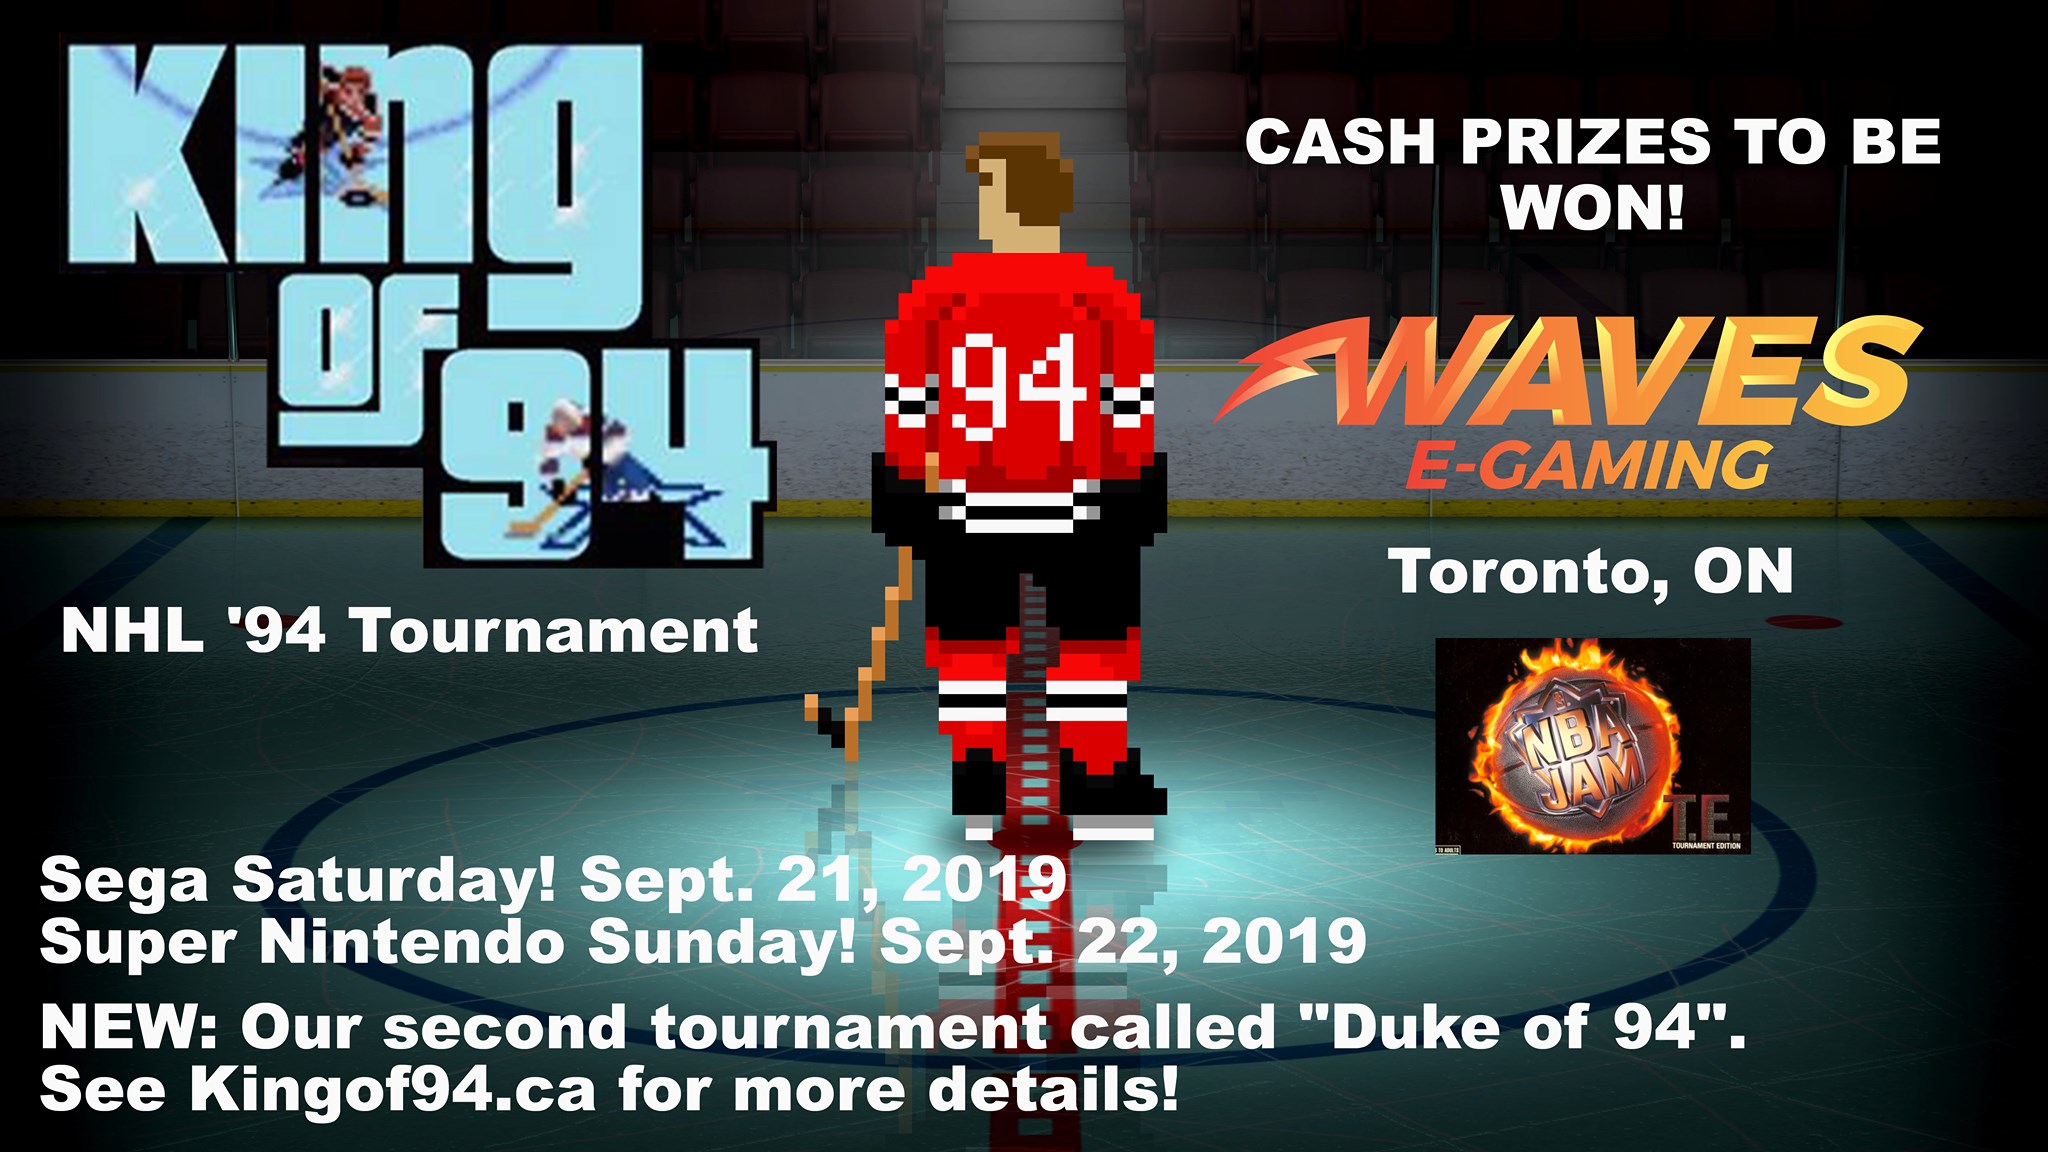 King
of
94
NHL '94 Tournament
94
CASH PRIZES TO BE
WON!
WAVES
E-GAMING
Toronto, ON
NBA
JAM
T.E.
TOURNAMENT EDITION
Sega Saturday! Sept. 21, 2019
Super Nintendo Sunday! Sept. 22, 2019
NEW: Our second tournament called "Duke of 94".
See Kingof94.ca for more details!